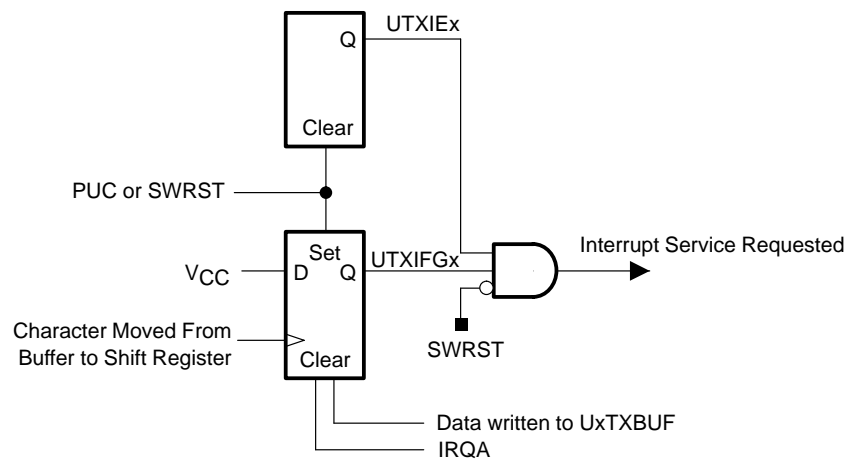 Q
UTXIEx
Clear
PUC or SWRST
Set
VCC
D
Q
UTXIFGx
Interrupt Service Requested
Character Moved From
Buffer to Shift Register
Clear
SWRST
Data written to UxTXBUF
IRQA